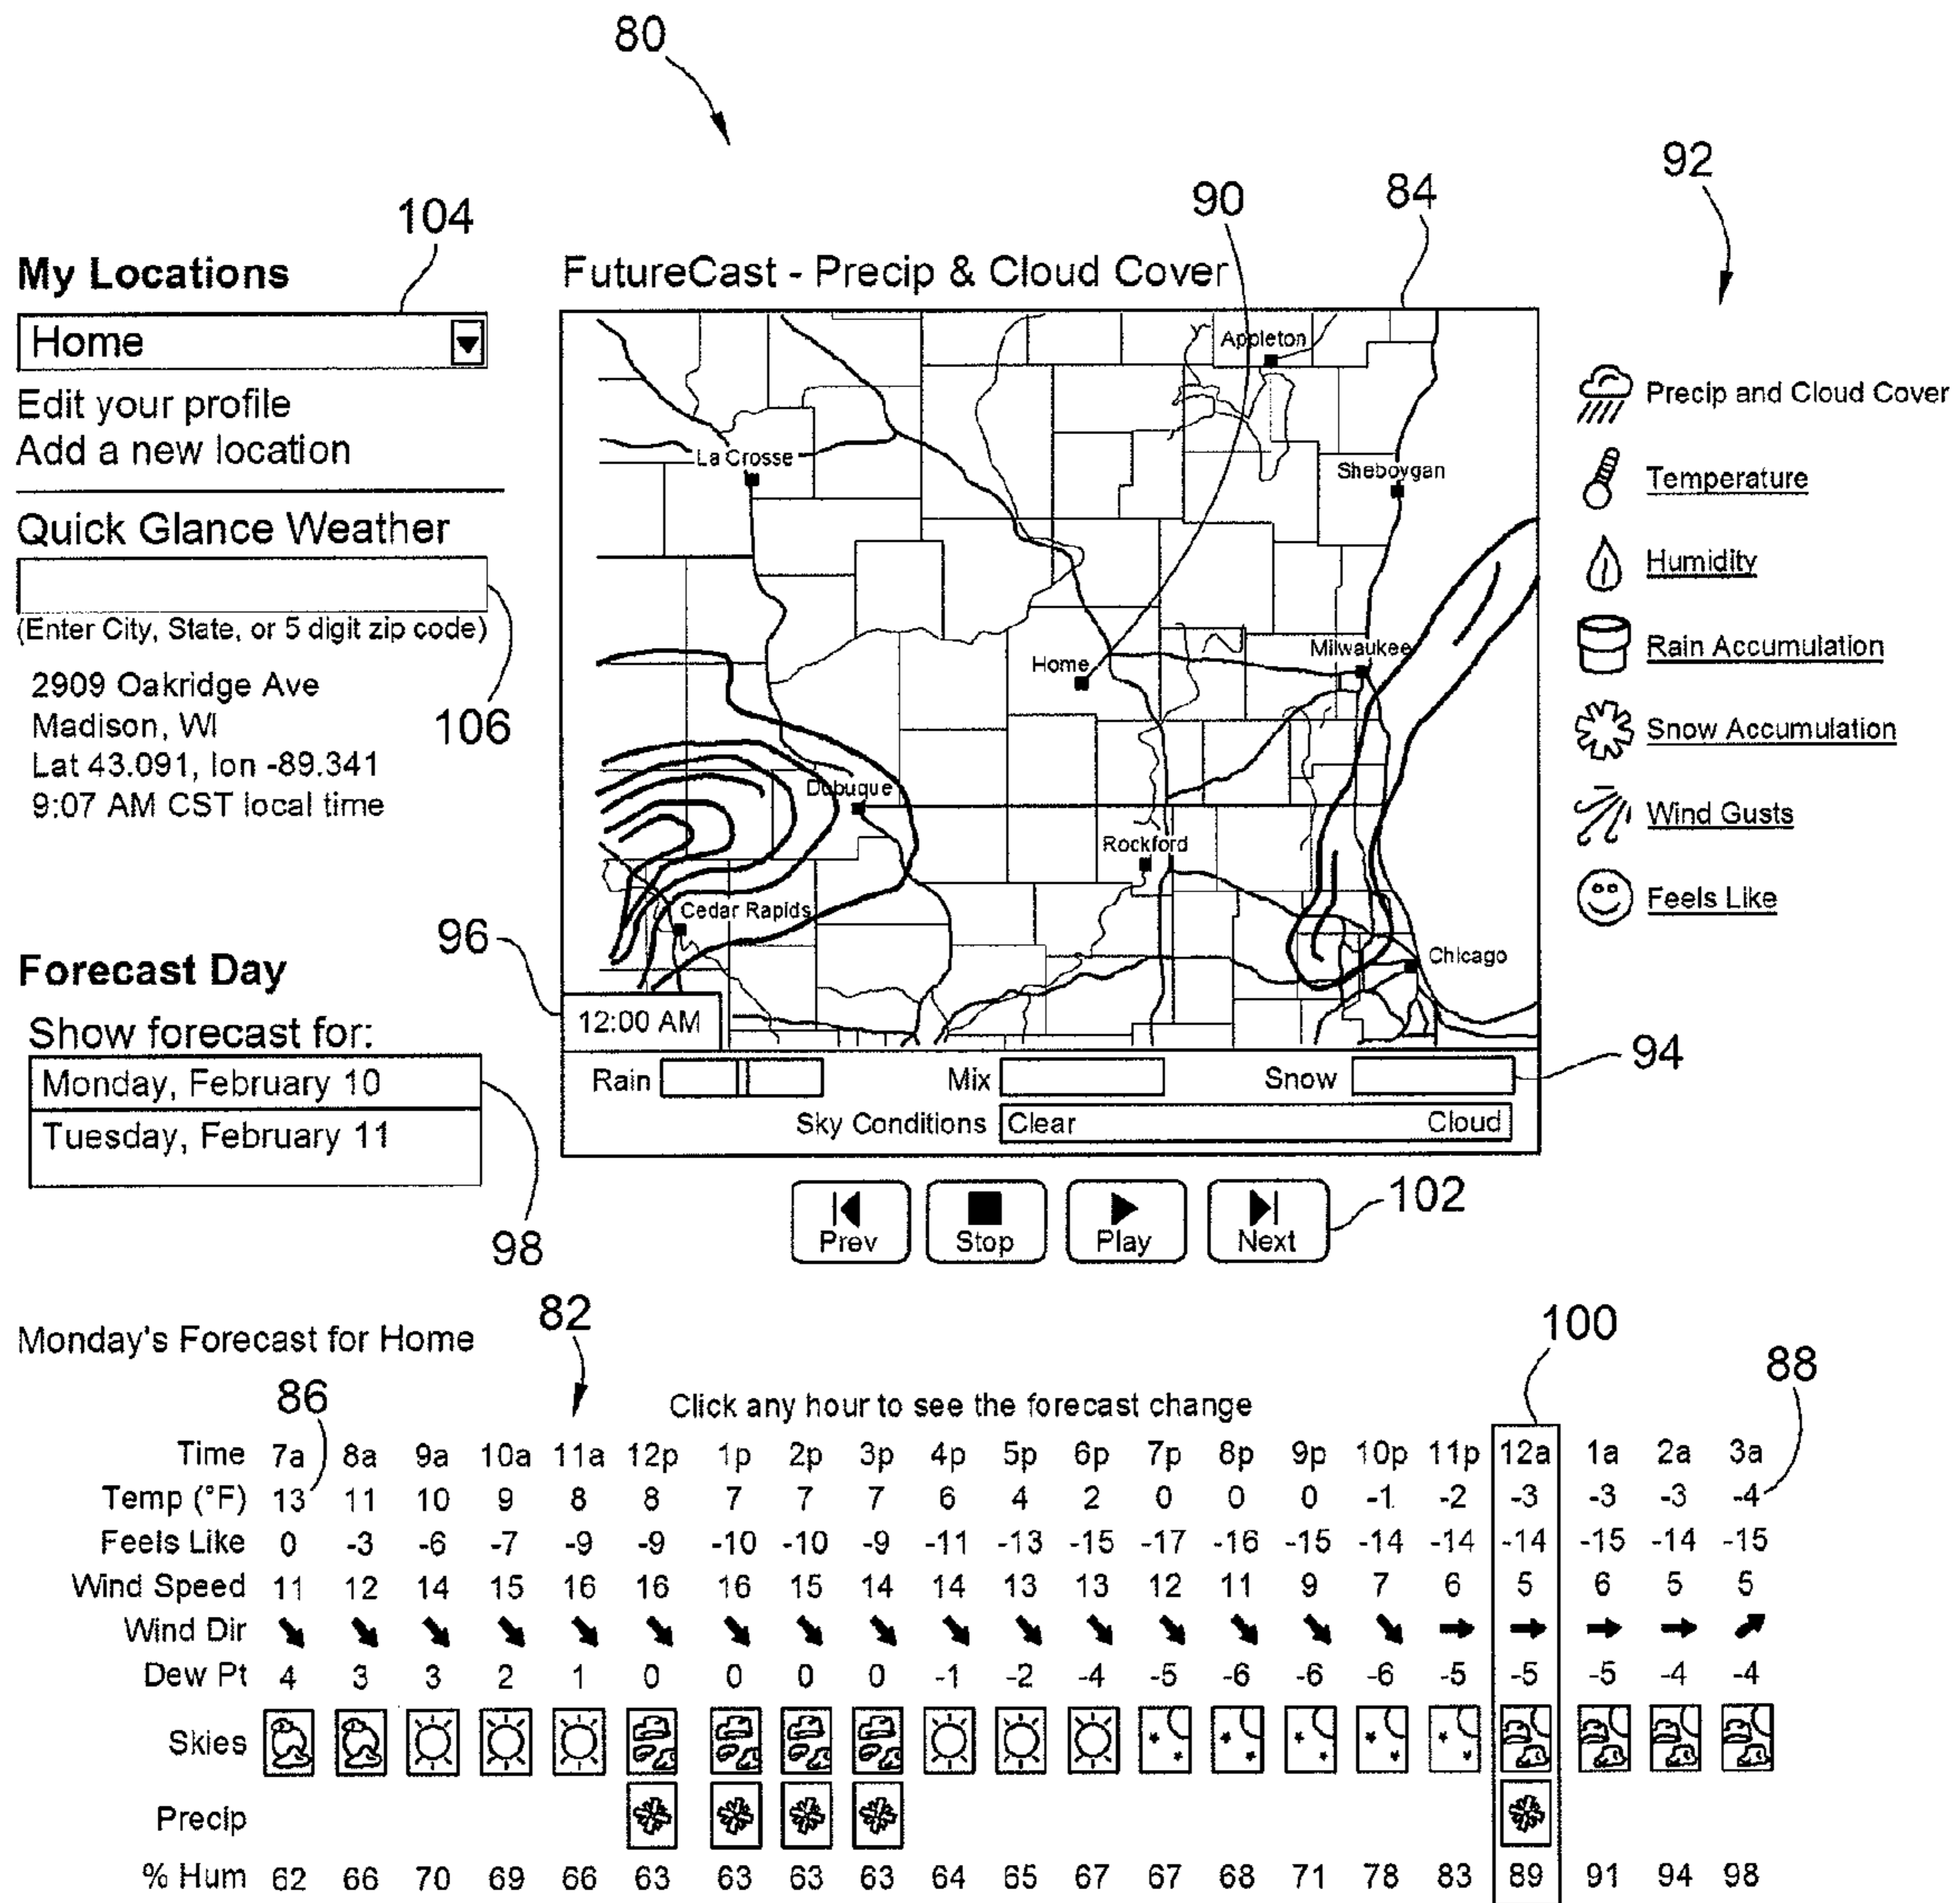 80
92
104
90
84
My Locations
FutureCast - Precip & Cloud Cover
Home
Edit your profile
Add a new location
Quick Glance Weather
(Enter City, State, or 5 digit zip code)
106
2909 Oakridge Ave
Madison, WI
Lat 43.091, lon -89.341
9:07 AM CST local time
Appleton
La Crosse
Sheboygan
Home
Milwaukee
Dubuque
Rockford
Cedar Rapids
Chicago
Precip and Cloud Cover
Temperature
Humidity
Rain Accumulation
Snow Accumulation
Wind Gusts
Feels Like
96
12:00 AM
Rain
Mix
Snow
94
Sky Conditions Clear Cloud
Forecast Day
Show forecast for:
Monday, February 10
Tuesday, February 11
98
Prev
Stop
Play
Next
102
82
100
Monday's Forecast for Home
86
88
Click any hour to see the forecast change
Time 7a 8a 9a 10a 11a 12p 1p 2p 3p 4p 5p 6p 7p 8p 9p 10p 11p 12a 1a 2a 3a
Temp (°F) 13 11 10 9 8 8 7 7 7 6 4 2 0 0 0 -1 -2 -3 -3 -3 -4
Feels Like 0 -3 -6 -7 -9 -9 -10 -10 -9 -11 -13 -15 -17 -16 -15 -14 -14 -14 -15 -14 -15
Wind Speed 11 12 14 15 16 16 16 15 14 14 13 13 12 11 9 7 6 5 6 5 5
Wind Dir
Dew Pt 4 3 3 2 1 0 0 0 0 -1 -2 -4 -5 -6 -6 -6 -5 -5 -5 -4 -4
Skies
Precip
% Hum 62 66 70 69 66 63 63 63 63 64 65 67 67 68 71 78 83 89 91 94 98